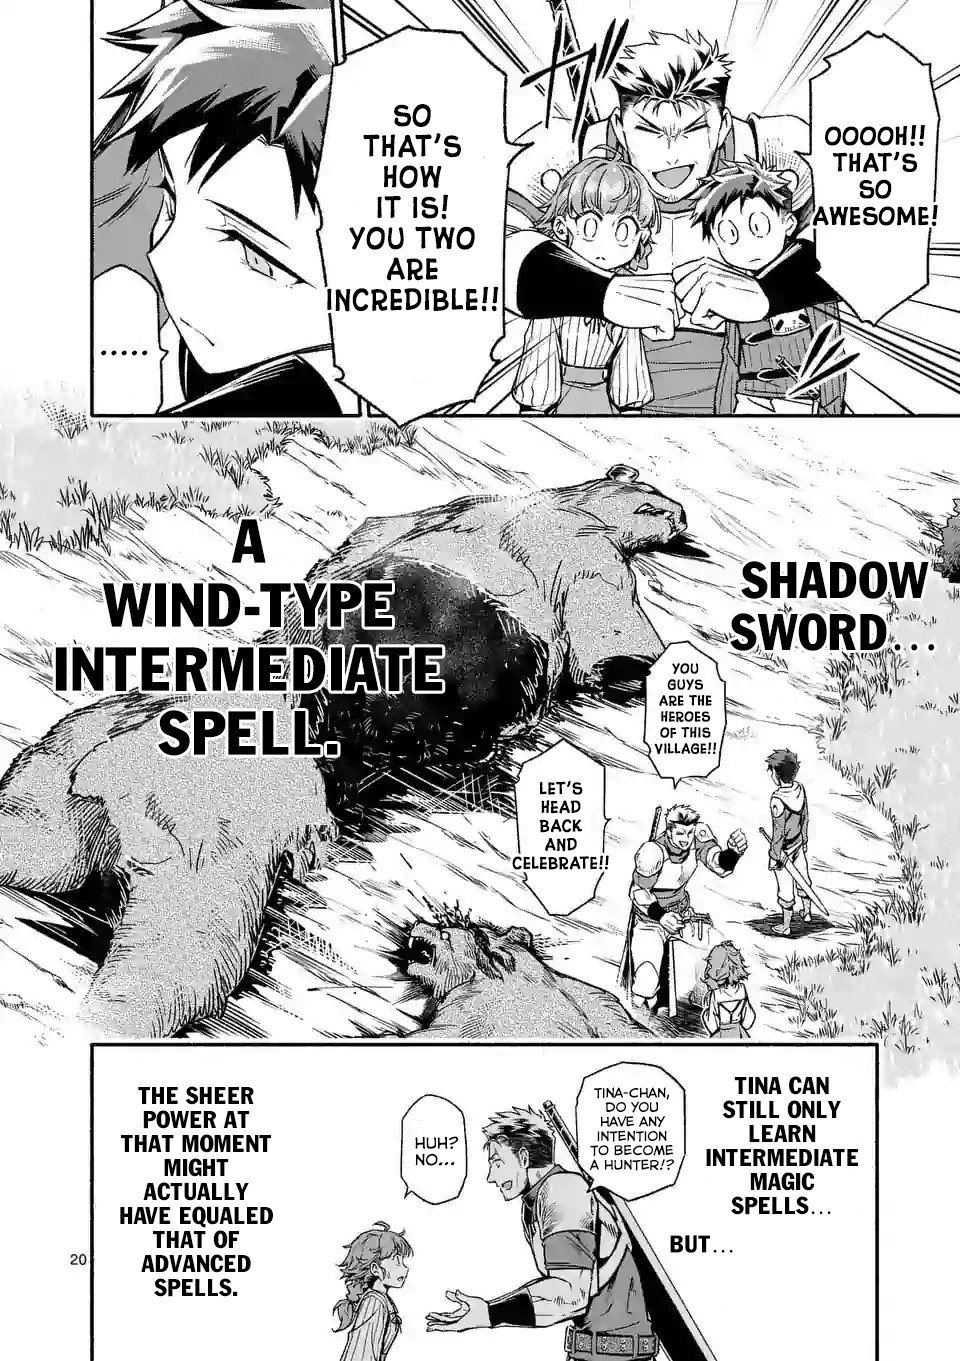 OOOOH!!
THAT'S
SO
AWESOME!
SO
THAT'S
HOW
IT IS!
YOU TWO
ARE
INCREDIBLE!!
.....
SHADOW
SWORD...
YOU
GUYS
ARE THE
HEROES
OF THIS
VILLAGE!!
LET'S
HEAD
BACK
AND
CELEBRATE!!
A
WIND-TYPE
INTERMEDIATE
SPELL.
TINA CAN
STILL ONLY
LEARN
INTERMEDIATE
MAGIC
SPELLS...
BUT...
TINA-CHAN,
DO YOU
HAVE ANY
INTENTION
TO BECOME
A HUNTER!?
HUH?
NO...
THE SHEER
POWER AT
THAT MOMENT
MIGHT
ACTUALLY
HAVE EQUALED
THAT OF
ADVANCED
SPELLS.
20